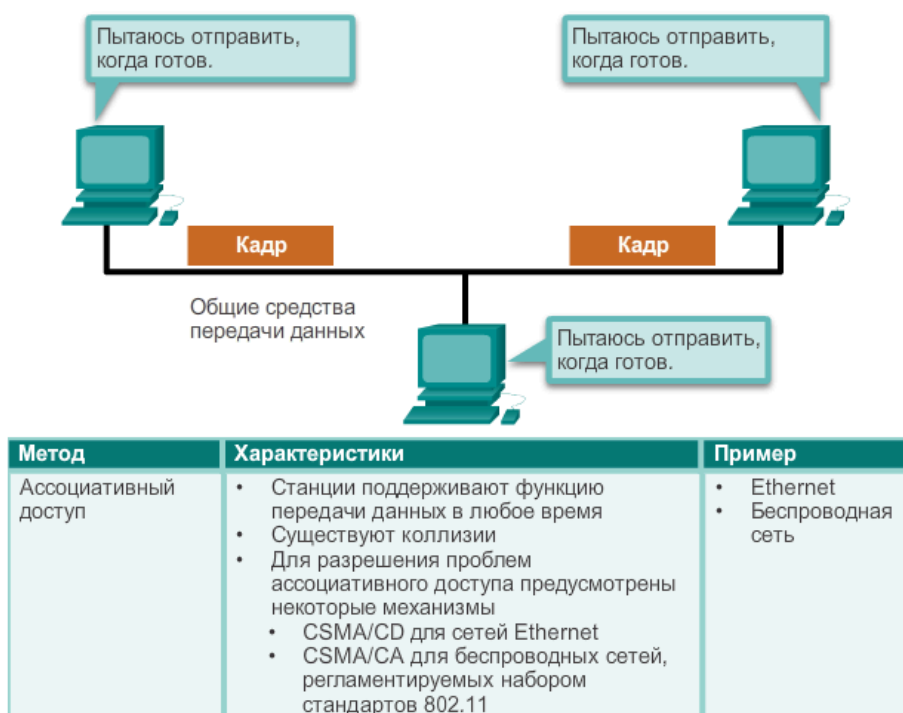 Пытаюсь отправить,
когда готов.
Пытаюсь отправить,
когда готов.
Кадр
Кадр
Общие средства
передачи данных
Пытаюсь отправить,
когда готов.
Метод
Характеристики
Пример
Ассоциативный
доступ
• Станции поддерживают функцию
передачи данных в любое время
• Существуют коллизии
• Для разрешения проблем
ассоциативного доступа предусмотрены
некоторые механизмы
• CSMA/CD для сетей Ethernet
• CSMA/CA для беспроводных сетей,
регламентируемых набором
стандартов 802.11
• Ethernet
• Беспроводная
сеть